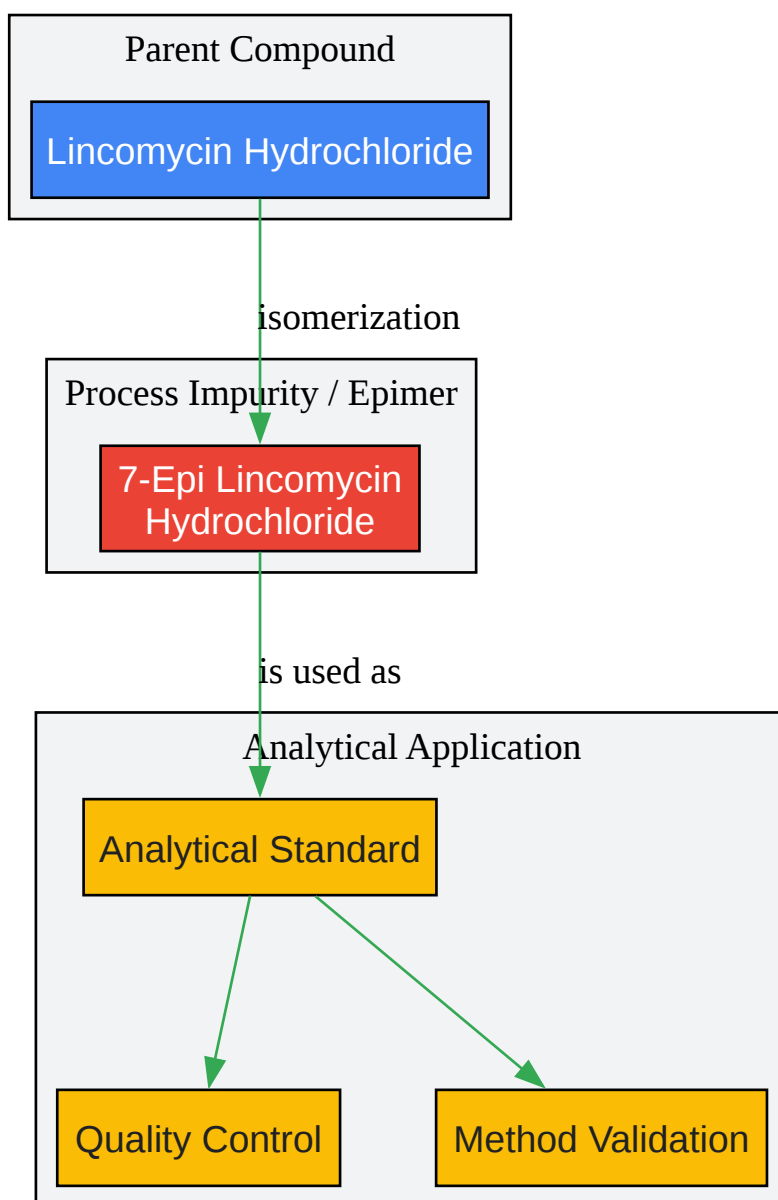 Parent Compound
Lincomycin Hydrochloride
isomerization
Process Impurity / Epimer
7-Epi Lincomycin
Hydrochloride
is used as
Analytical Application
Analytical Standard
Quality Control
Method Validation